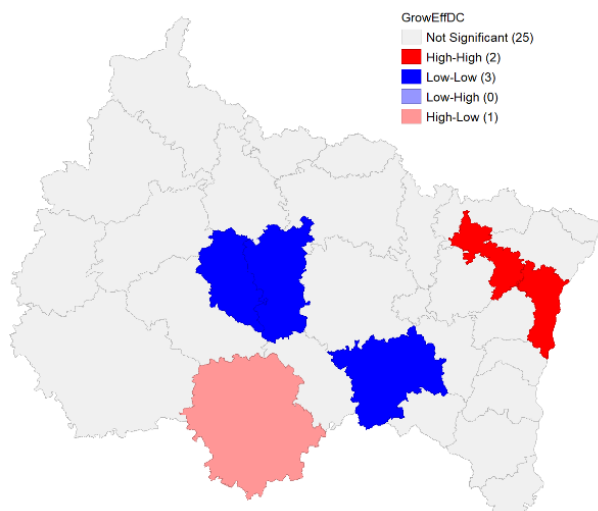 GrowEffDC
Not Significant (25)
High-High (2)
Low-Low (3)
Low-High (0)
High-Low (1)